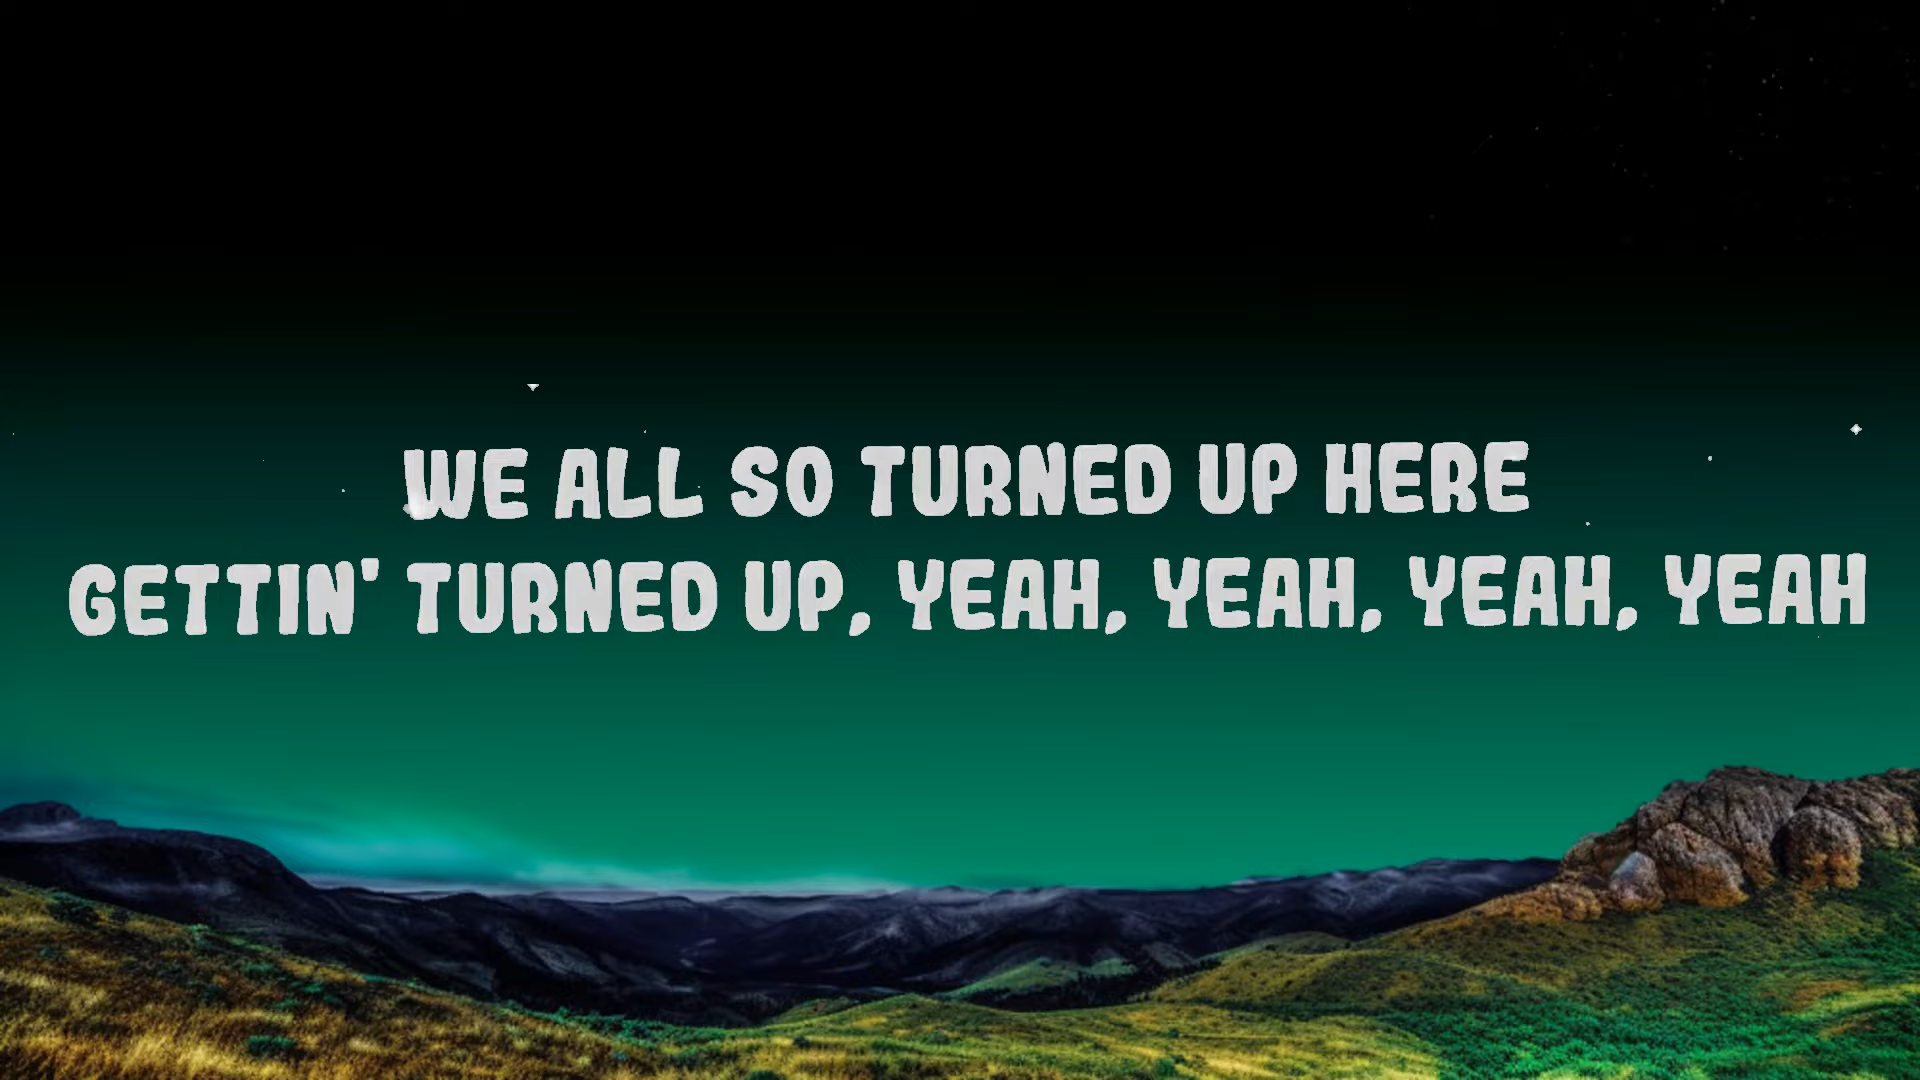 WE ALL SO TURNED UP HERE
GETTIN' TURNED UP, YEAH, YEAH, YEAH, YEAH